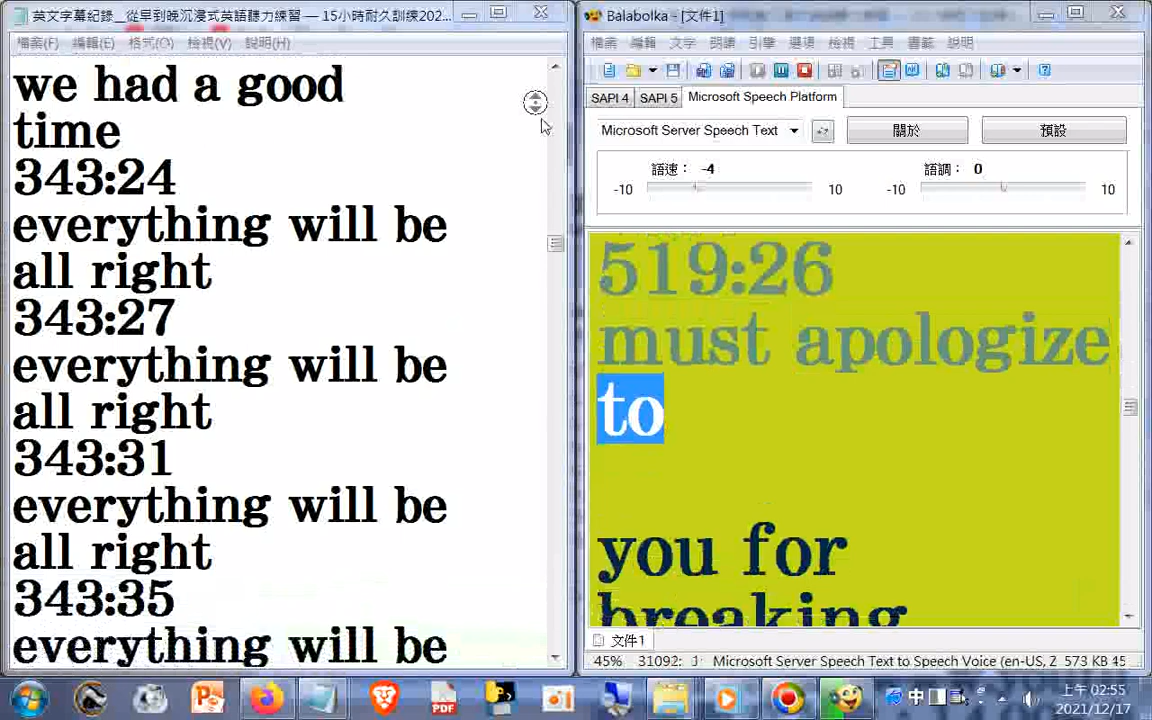 英文字幕紀錄__從早到晚沉浸式英語聽力練習 — 15小時耐久訓練202...
檔案(F) 編輯(E) 格式(O) 檢視(V) 說明(H)
we had a good
time
343:24
everything will be
all right
343:27
everything will be
all right
343:31
everything will be
all right
343:35
everything will be
Balabolka - [文件1]
檔案 編輯 文字 朗讀 引擎 選項 檢視 工具 書籤 說明
SAPI 4 SAPI 5 Microsoft Speech Platform
Microsoft Server Speech Text 關於 預設
語速： -4 語調： 0
-10 10 -10 10
519:26
must apologize
to
you for
breaking
文件1
45% 31092: 1 Microsoft Server Speech Text to Speech Voice (en-US, 2 573 KB 45
PDF
中
上午 02:55
2021/12/17